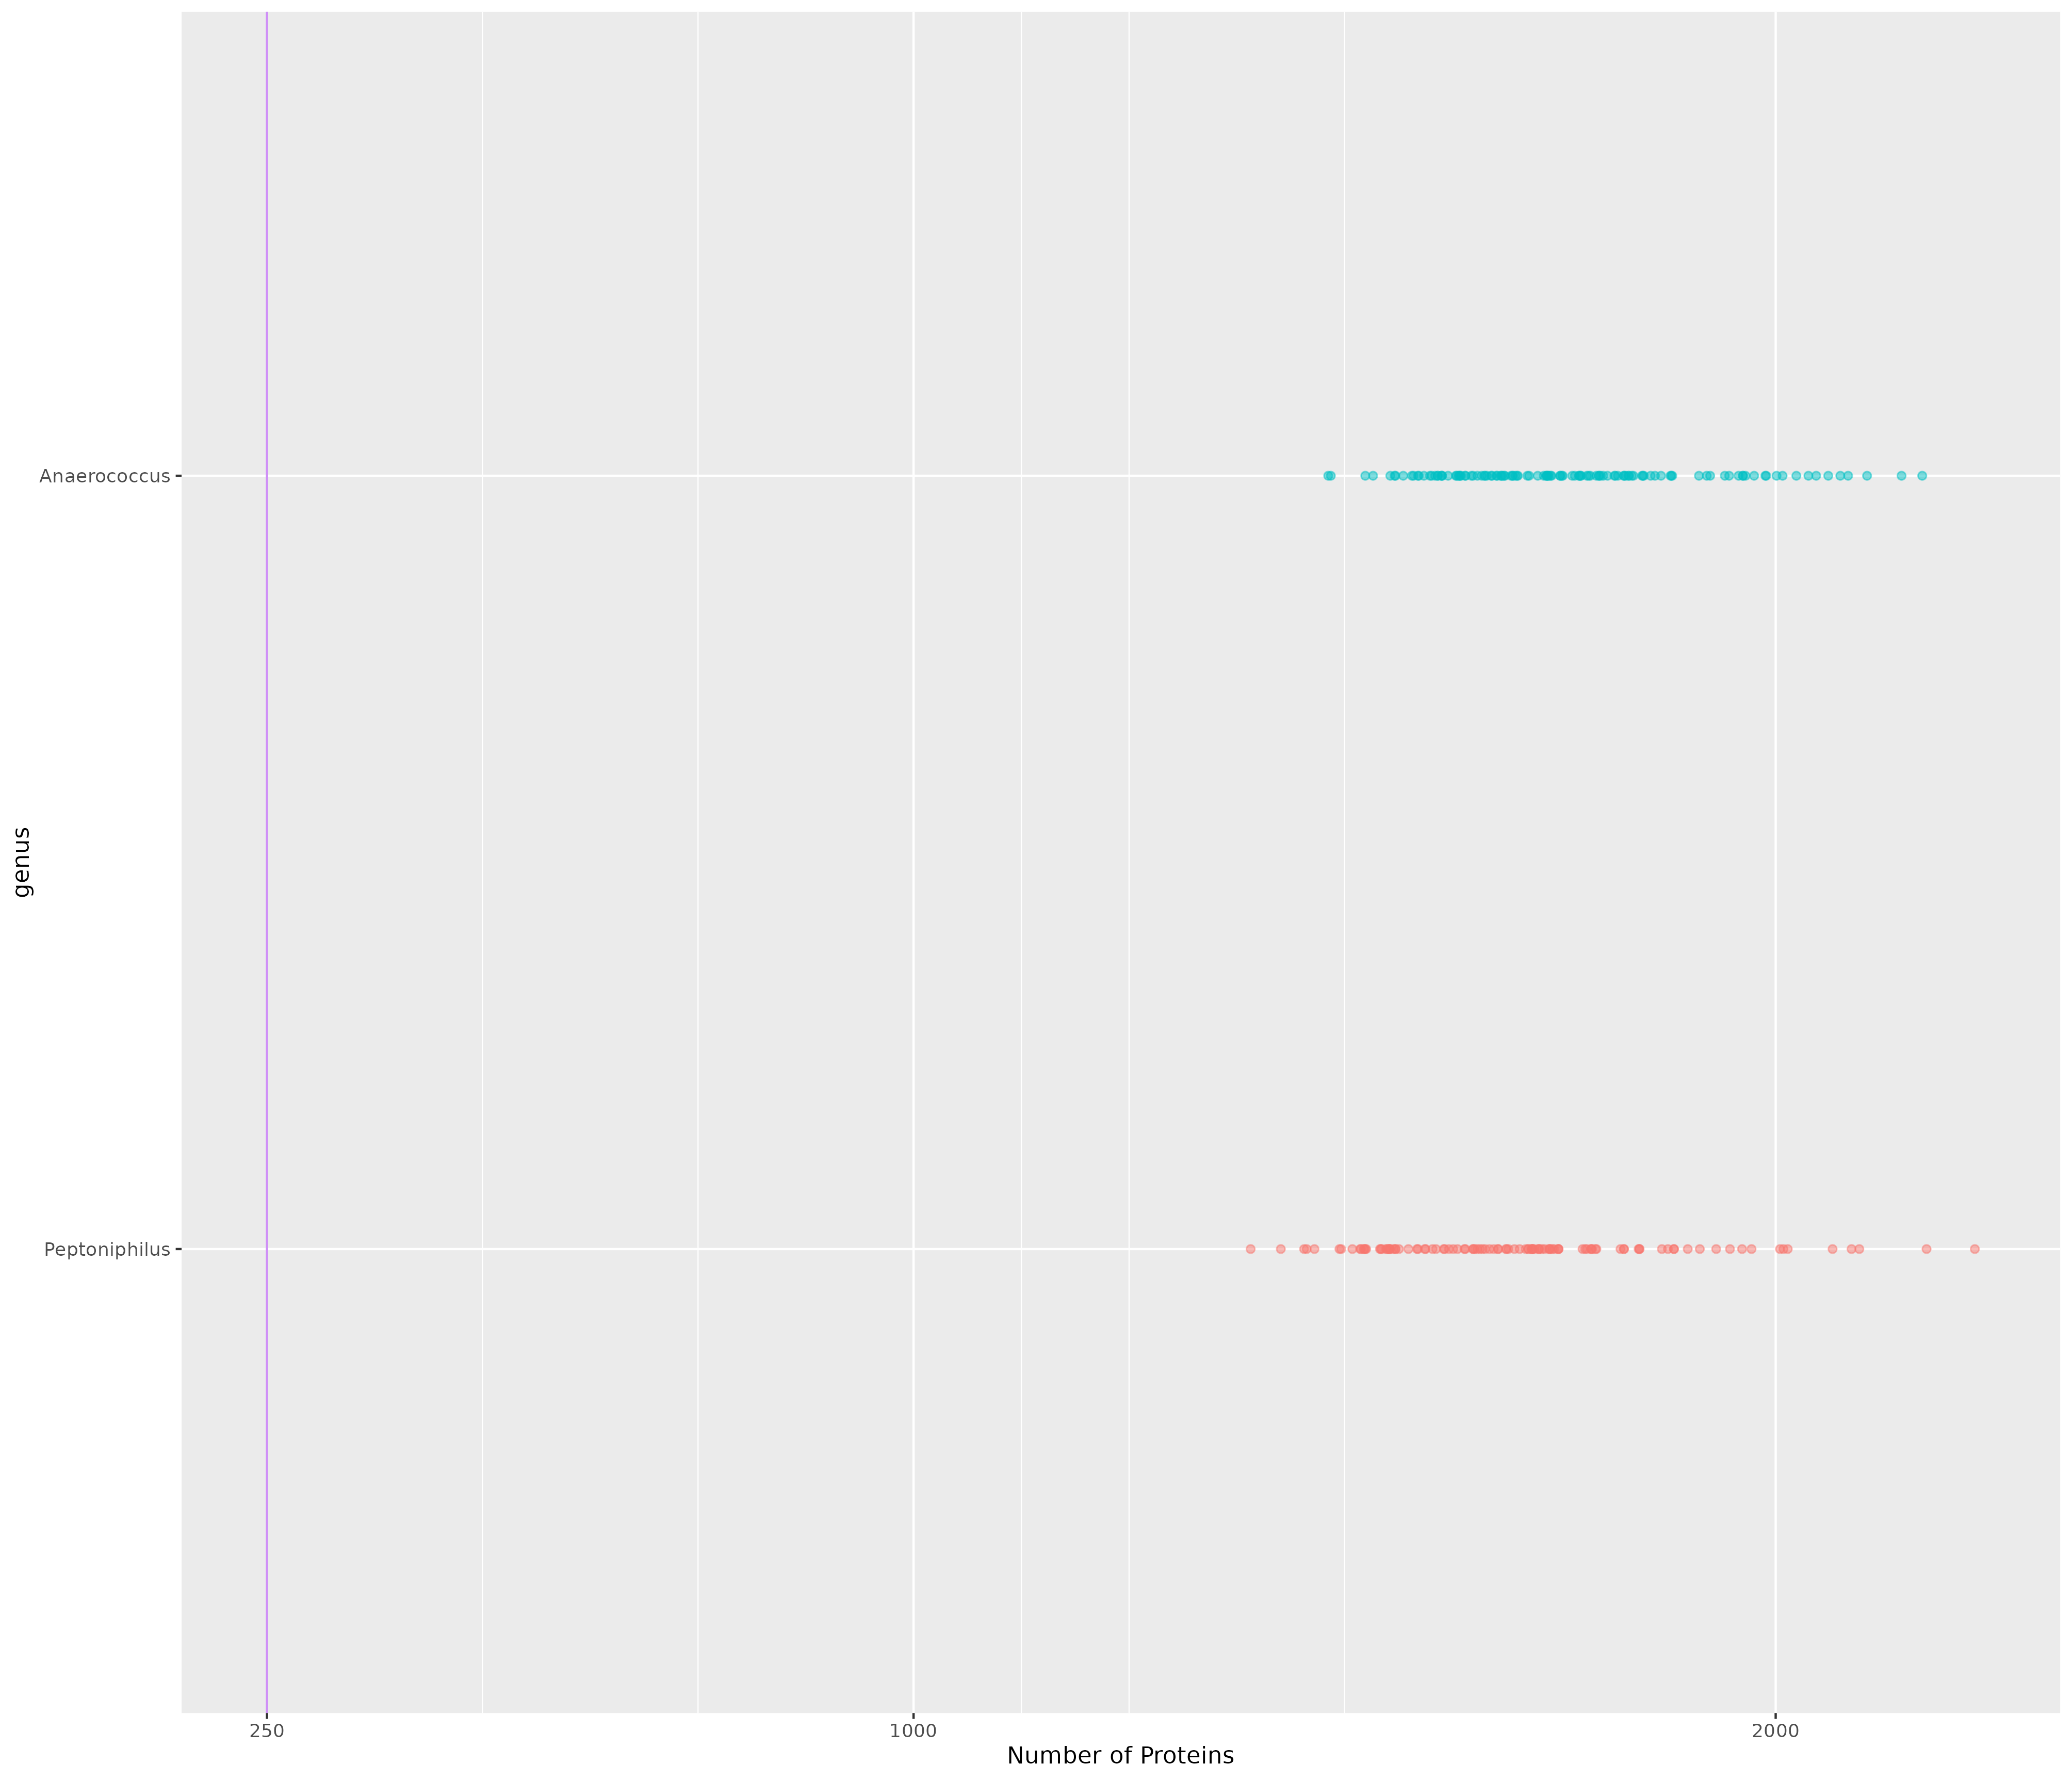 genus
Anaerococcus
Peptoniphilus
250
1000
2000
Number of Proteins